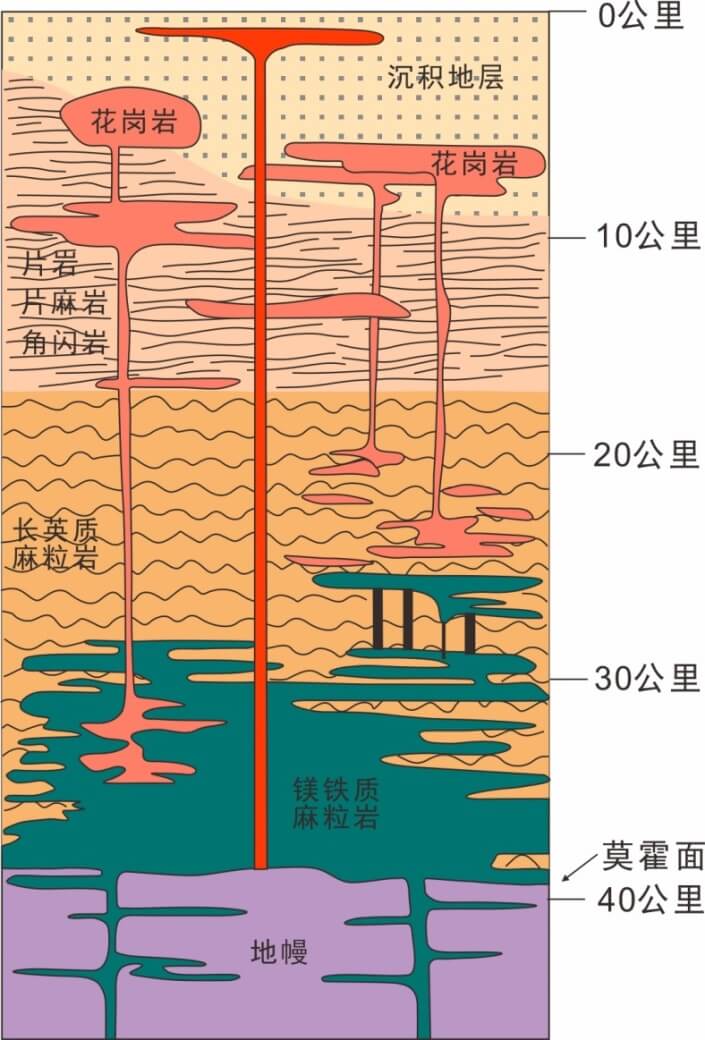 0公里
沉积地层
花岗岩
花岗岩
10公里
片岩
片麻岩
角闪岩
20公里
长英质
麻粒岩
30公里
镁铁质
麻粒岩
莫霍面
40公里
地幔